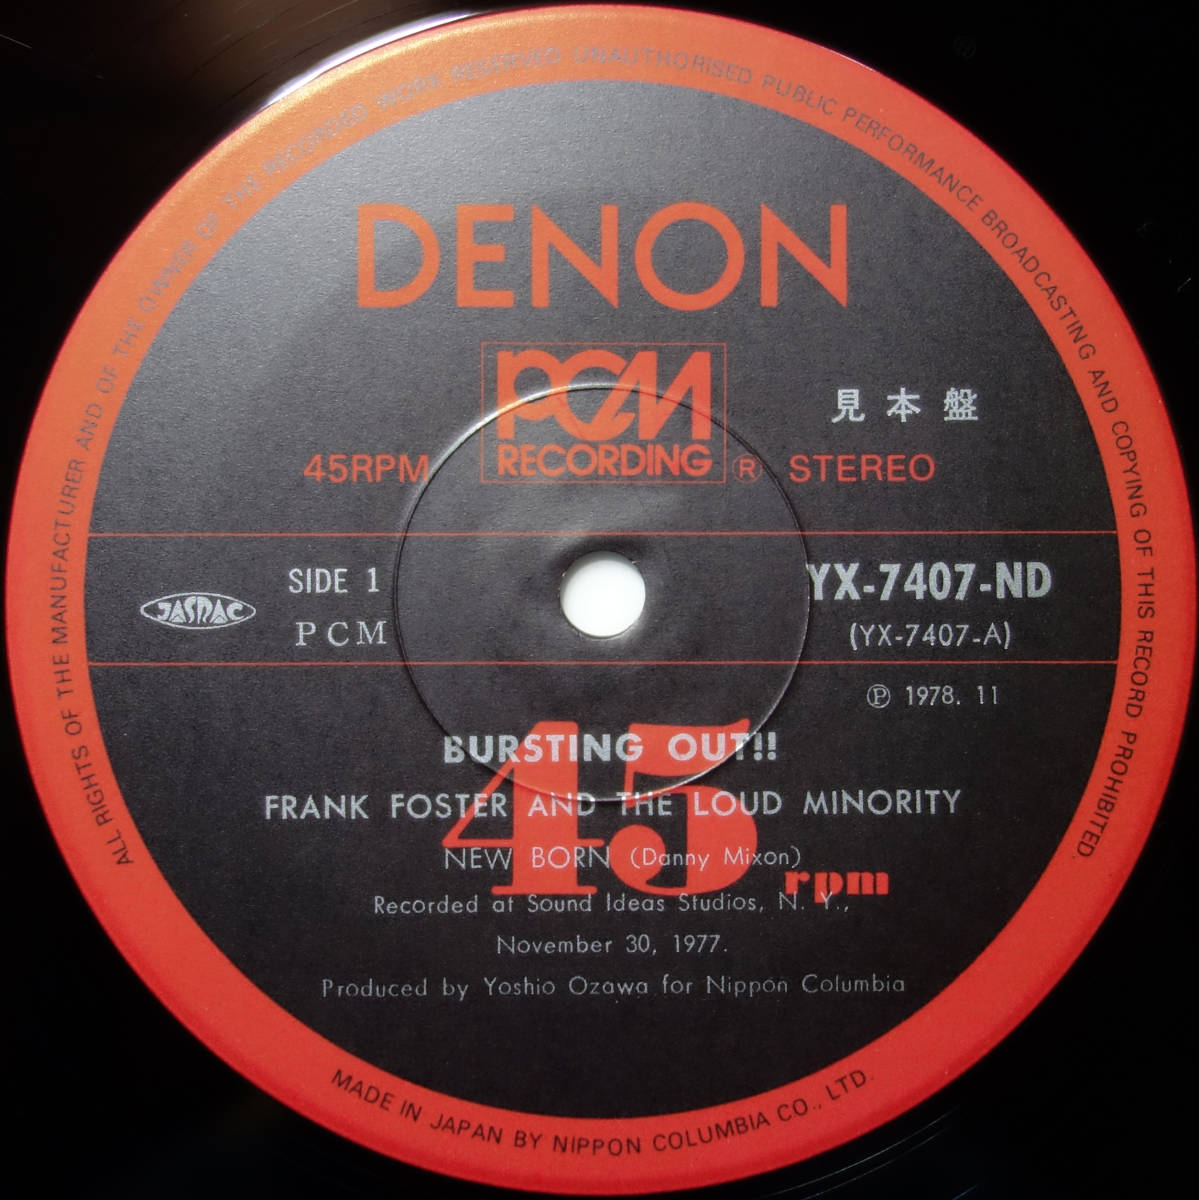 ALL RIGHTS OF THE MANUFACTURER AND OF THE OWNER OF THE RECORDED WORK RESERVED UNAUTHORISED PUBLIC PERFORMANCE BROADCASTING AND COPYING OF THIS RECORD PROHIBITED.
DENON
PCM
RECORDING
見本盤
45RPM Ⓡ STEREO
SIDE 1
PCM
JASRAC
YX-7407-ND
(YX-7407-A)
Ⓟ 1978. 11
45 rpm
BURSTING OUT!!
FRANK FOSTER AND THE LOUD MINORITY
NEW BORN (Danny Mixon)
Recorded at Sound Ideas Studios, N. Y.,
November 30, 1977.
Produced by Yoshio Ozawa for Nippon Columbia
MADE IN JAPAN BY NIPPON COLUMBIA CO., LTD.